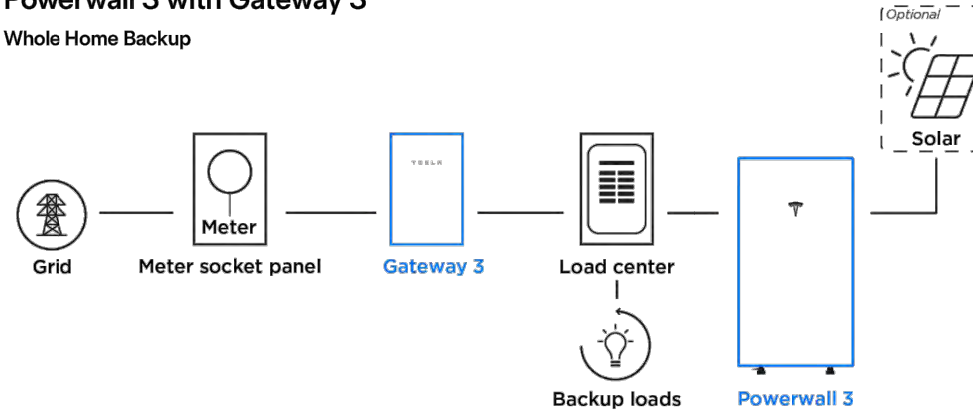 Powerwall 3 with Gateway 3
Whole Home Backup
Optional
Solar
TESLA
Meter
Grid
Meter socket panel
Gateway 3
Load center
Backup loads
Powerwall 3